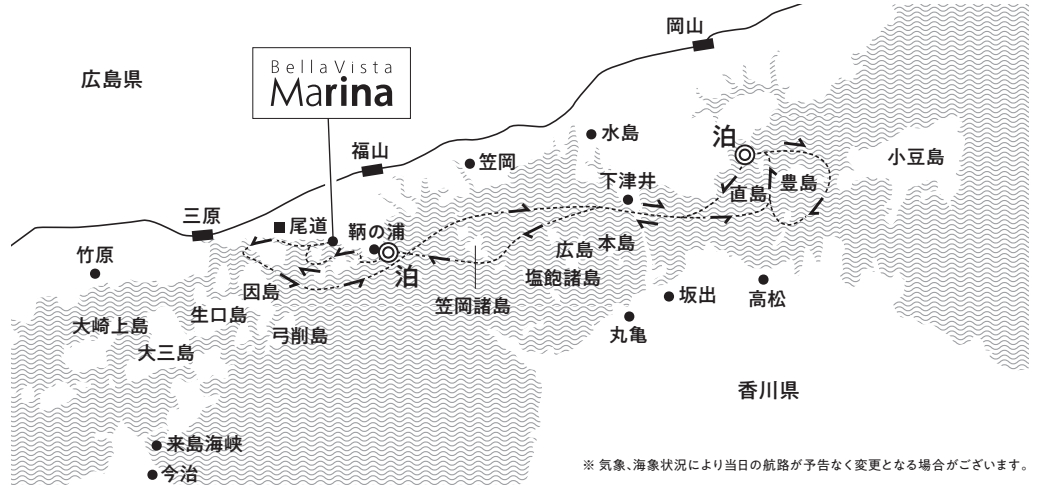 岡山
広島県
BellaVista
Marina
水島
泊
福山
笠岡
小豆島
下津井
直島
豊島
三原
尾道
鞆の浦
竹原
広島
本島
泊
塩飽諸島
因島
笠岡諸島
坂出
高松
生口島
大崎上島
弓削島
丸亀
大三島
香川県
来島海峡
今治
※ 気象、海象状況により当日の航路が予告なく変更となる場合がございます。